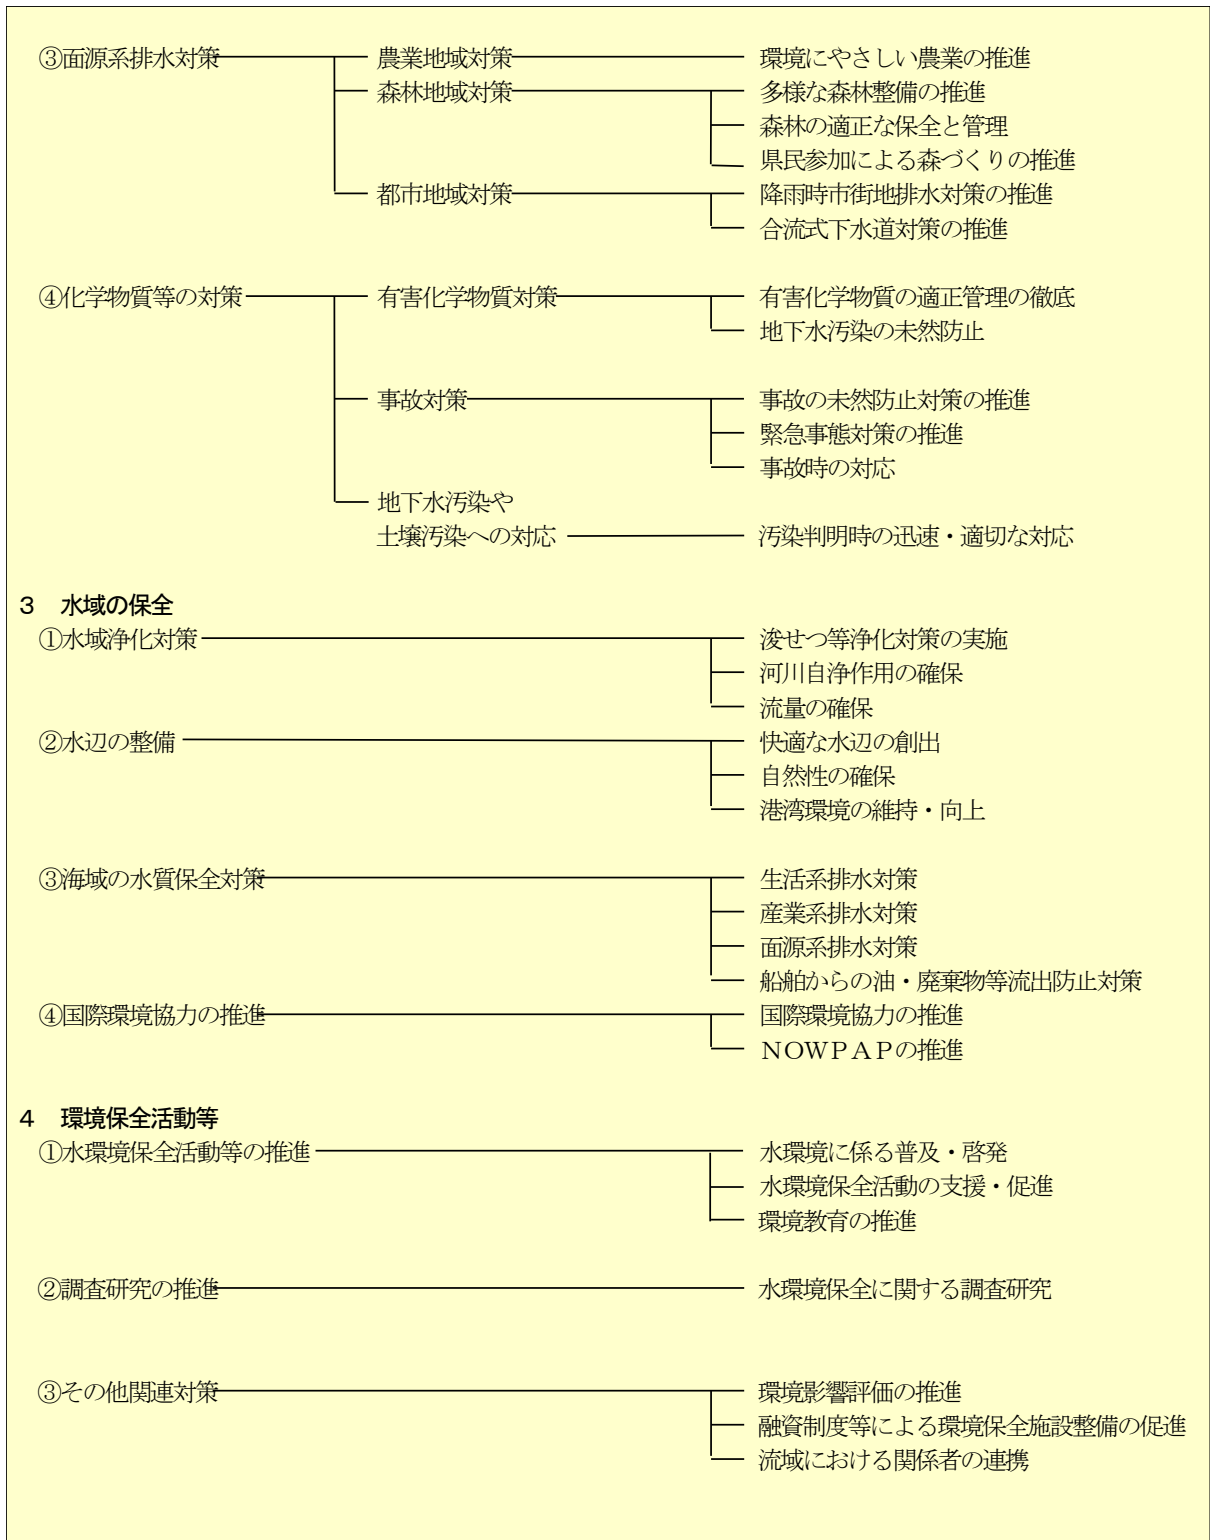 ③面源系排水対策 農業地域対策 環境にやさしい農業の推進
森林地域対策 多様な森林整備の推進
森林の適正な保全と管理
県民参加による森づくりの推進
都市地域対策 降雨時市街地排水対策の推進
合流式下水道対策の推進
④化学物質等の対策 有害化学物質対策 有害化学物質の適正管理の徹底
地下水汚染の未然防止
事故対策 事故の未然防止対策の推進
緊急事態対策の推進
事故時の対応
地下水汚染や
土壌汚染への対応 汚染判明時の迅速・適切な対応
3 水域の保全
①水域浄化対策 浚せつ等浄化対策の実施
河川自浄作用の確保
流量の確保
②水辺の整備 快適な水辺の創出
自然性の確保
港湾環境の維持・向上
③海域の水質保全対策 生活系排水対策
産業系排水対策
面源系排水対策
船舶からの油・廃棄物等流出防止対策
④国際環境協力の推進 国際環境協力の推進
ＮＯＷＰＡＰの推進
4 環境保全活動等
①水環境保全活動等の推進 水環境に係る普及・啓発
水環境保全活動の支援・促進
環境教育の推進
②調査研究の推進 水環境保全に関する調査研究
③その他関連対策 環境影響評価の推進
融資制度等による環境保全施設整備の促進
流域における関係者の連携